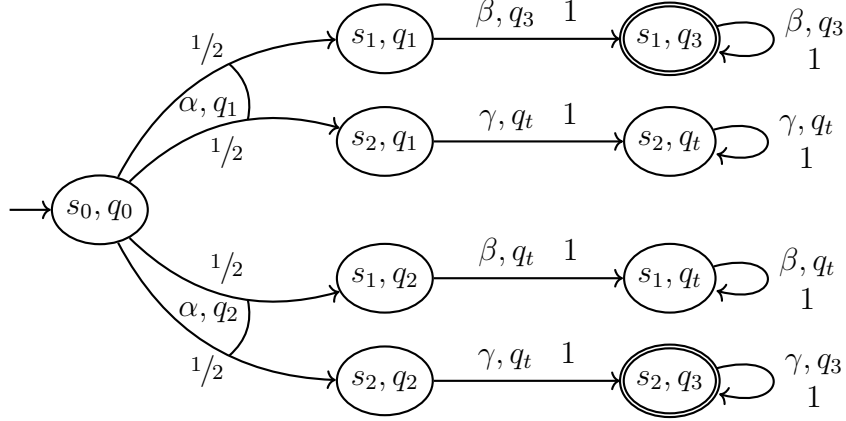 1/2
α, q₁
1/2
s₁, q₁
β, q₃ 1
s₁, q₃
β, q₃
1
s₂, q₁
γ, qₜ 1
s₂, qₜ
γ, qₜ
1
s₀, q₀
1/2
α, q₂
1/2
s₁, q₂
β, qₜ 1
s₁, qₜ
β, qₜ
1
s₂, q₂
γ, qₜ 1
s₂, q₃
γ, q₃
1